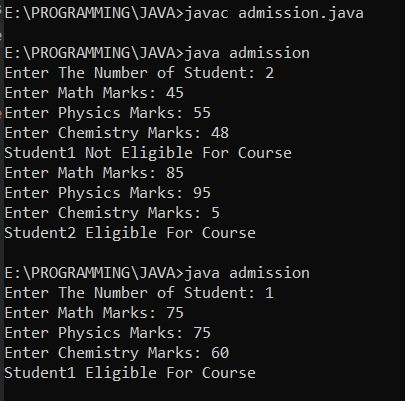 E:\PROGRAMMING\JAVA>javac admission.java
E:\PROGRAMMING\JAVA>java admission
Enter The Number of Student: 2
Enter Math Marks: 45
Enter Physics Marks: 55
Enter Chemistry Marks: 48
Student1 Not Eligible For Course
Enter Math Marks: 85
Enter Physics Marks: 95
Enter Chemistry Marks: 5
Student2 Eligible For Course
E:\PROGRAMMING\JAVA>java admission
Enter The Number of Student: 1
Enter Math Marks: 75
Enter Physics Marks: 75
Enter Chemistry Marks: 60
Student1 Eligible For Course